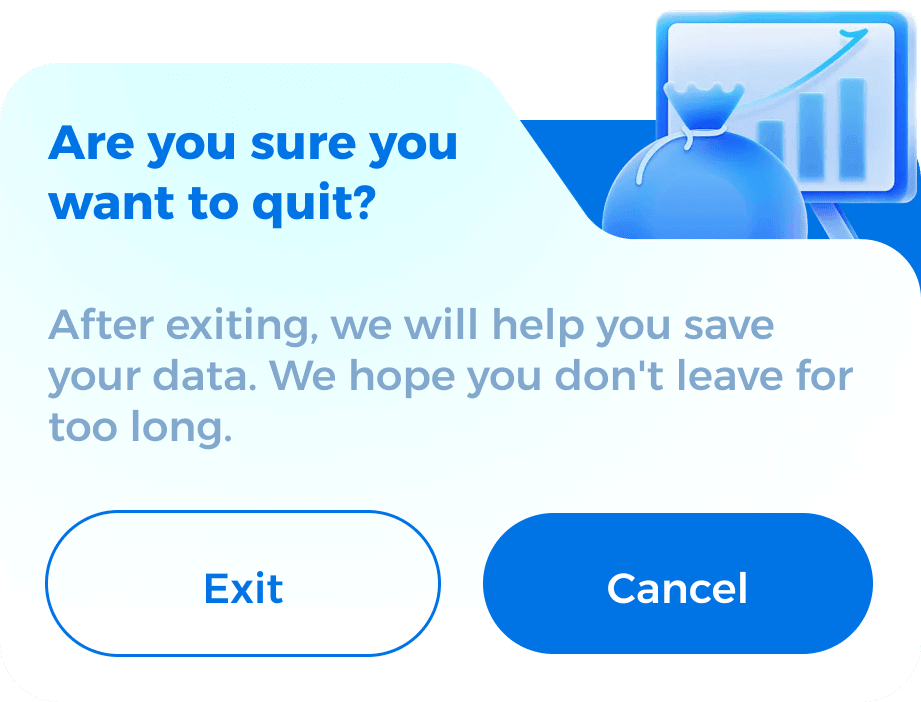 Are you sure you
want to quit?
After exiting, we will help you save
your data. We hope you don't leave for
too long.
Exit
Cancel